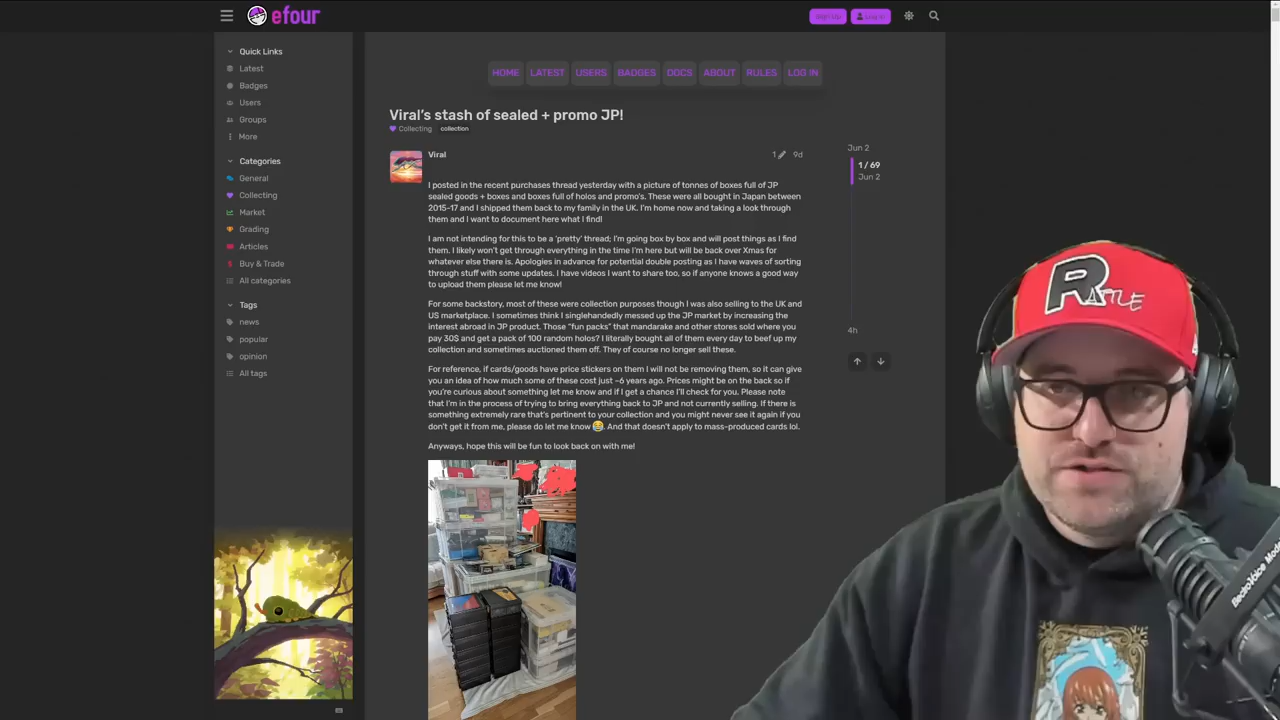 efour
Sign Up
Log In
Quick Links
Latest
Badges
Users
Groups
More
Categories
General
Collecting
Market
Grading
Articles
Buy & Trade
All categories
Tags
news
popular
opinion
All tags
HOME LATEST USERS BADGES DOCS ABOUT RULES LOG IN
Viral's stash of sealed + promo JP!
Collecting collection
Viral
1 9d
I posted in the recent purchases thread yesterday with a picture of tonnes of boxes full of JP
sealed goods + boxes and boxes full of holos and promo's. These were all bought in Japan between
2015-17 and I shipped them back to my family in the UK. I'm home now and taking a look through
them and I want to document here what I find!
I am not intending for this to be a 'pretty' thread; I'm going box by box and will post things as I find
them. I likely won't get through everything in the time I'm here but will be back over Xmas for
whatever else there is. Apologies in advance for potential double posting as I have waves of sorting
through stuff with some updates. I have videos I want to share too, so if anyone knows a good way
to upload them please let me know!
For some backstory, most of these were collection purposes though I was also selling to the UK and
US marketplace. I sometimes think I singlehandedly messed up the JP market by increasing the
interest abroad in JP product. Those "fun packs" that mandarake and other stores sold where you
pay 30$ and get a pack of 100 random holos? I literally bought all of them every day to beef up my
collection and sometimes auctioned them off. They of course no longer sell these.
For reference, if cards/goods have price stickers on them I will not be removing them, so it can give
you an idea of how much some of these cost just ~6 years ago. Prices might be on the back so if
you're curious about something let me know and if I get a chance I'll check for you. Please note
that I'm in the process of trying to bring everything back to JP and not currently selling. If there is
something extremely rare that's pertinent to your collection and you might never see it again if you
don't get it from me, please do let me know 😂. And that doesn't apply to mass-produced cards lol.
Anyways, hope this will be fun to look back on with me!
Jun 2
1 / 69
Jun 2
4h
RATTLE